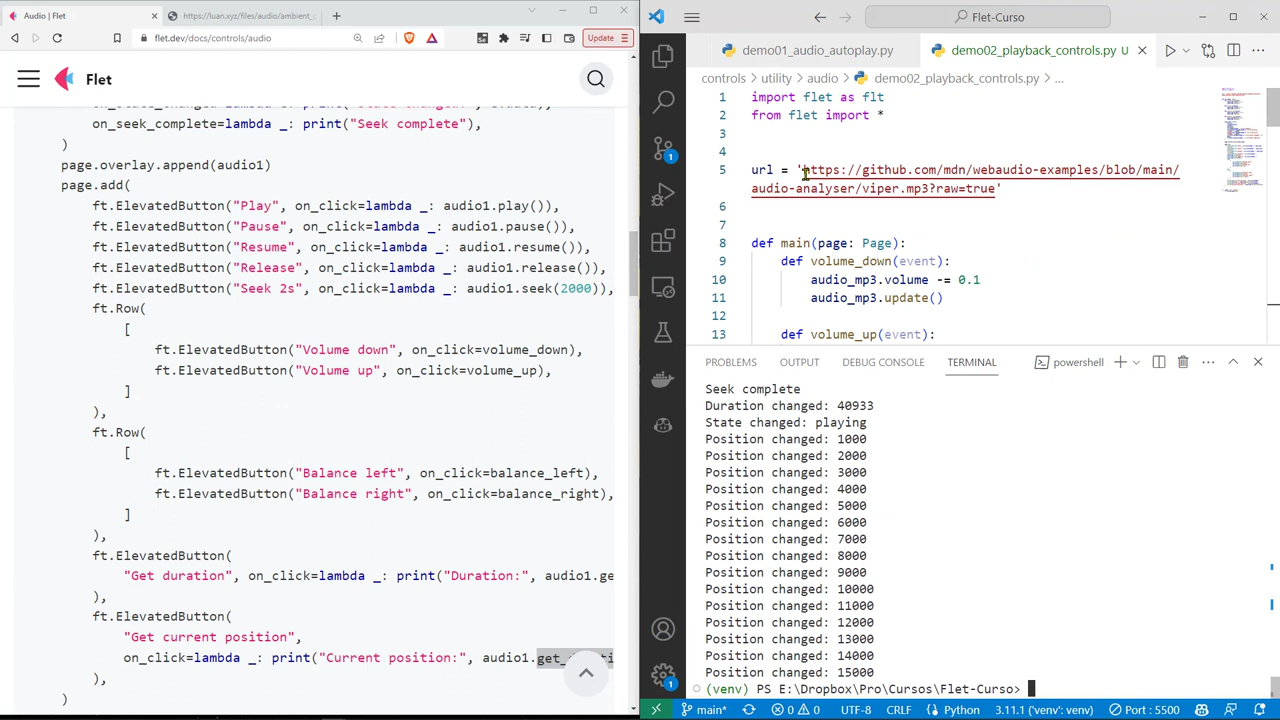 Audio | Flet
https://luan.xyz/files/audio/ambient_c
flet.dev/docs/controls/audio
Update
Flet
page.overlay.append(audio1)
page.add(
ft.ElevatedButton("Play", on_click=lambda _: audio1.play()),
ft.ElevatedButton("Pause", on_click=lambda _: audio1.pause()),
ft.ElevatedButton("Resume", on_click=lambda _: audio1.resume()),
ft.ElevatedButton("Release", on_click=lambda _: audio1.release()),
ft.ElevatedButton("Seek 2s", on_click=lambda _: audio1.seek(2000)),
ft.Row(
[
ft.ElevatedButton("Volume down", on_click=volume_down),
ft.ElevatedButton("Volume up", on_click=volume_up),
]
),
ft.Row(
[
ft.ElevatedButton("Balance left", on_click=balance_left),
ft.ElevatedButton("Balance right", on_click=balance_right),
]
),
ft.ElevatedButton(
"Get duration", on_click=lambda _: print("Duration:", audio1.ge
),
ft.ElevatedButton(
"Get current position",
on_click=lambda _: print("Current position:", audio1.get_
),
)
on_seek_complete=lambda _: print("Seek complete"),
)
Flet-Curso
demo01_audio_autoplay.py
demo02_playback_controls.py U
controls > utility > audio > demo02_playback_controls.py > ...
1 import flet as flt
2 from flet import *
3
4
5 url = 'https://github.com/mdn/webaudio-examples/blob/main/
audio-analyser/viper.mp3?raw=true'
6
7
8 def main(page: Page):
9 def volume_down(event):
10 audio_mp3.volume -= 0.1
11 audio_mp3.update()
12
13 def volume_up(event):
PROBLEMS OUTPUT DEBUG CONSOLE TERMINAL powershell
Seek complete
Duration changed: 40933
State changed: playing
Position changed: 1000
Position changed: 2000
Position changed: 3000
Position changed: 4000
Position changed: 5000
Position changed: 6000
Position changed: 7000
Position changed: 8000
Position changed: 9000
Position changed: 10000
Position changed: 11000
Position changed: 12000
Position changed: 13000
Position changed: 14000
Position changed: 15000
(venv) PS E:\Dropbox\Pro\Cursos\Flet-Curso>
1
1
main* 0 0 Ln 5, Col 8 UTF-8 CRLF Python 3.11.1 ('venv': venv) Port : 5500